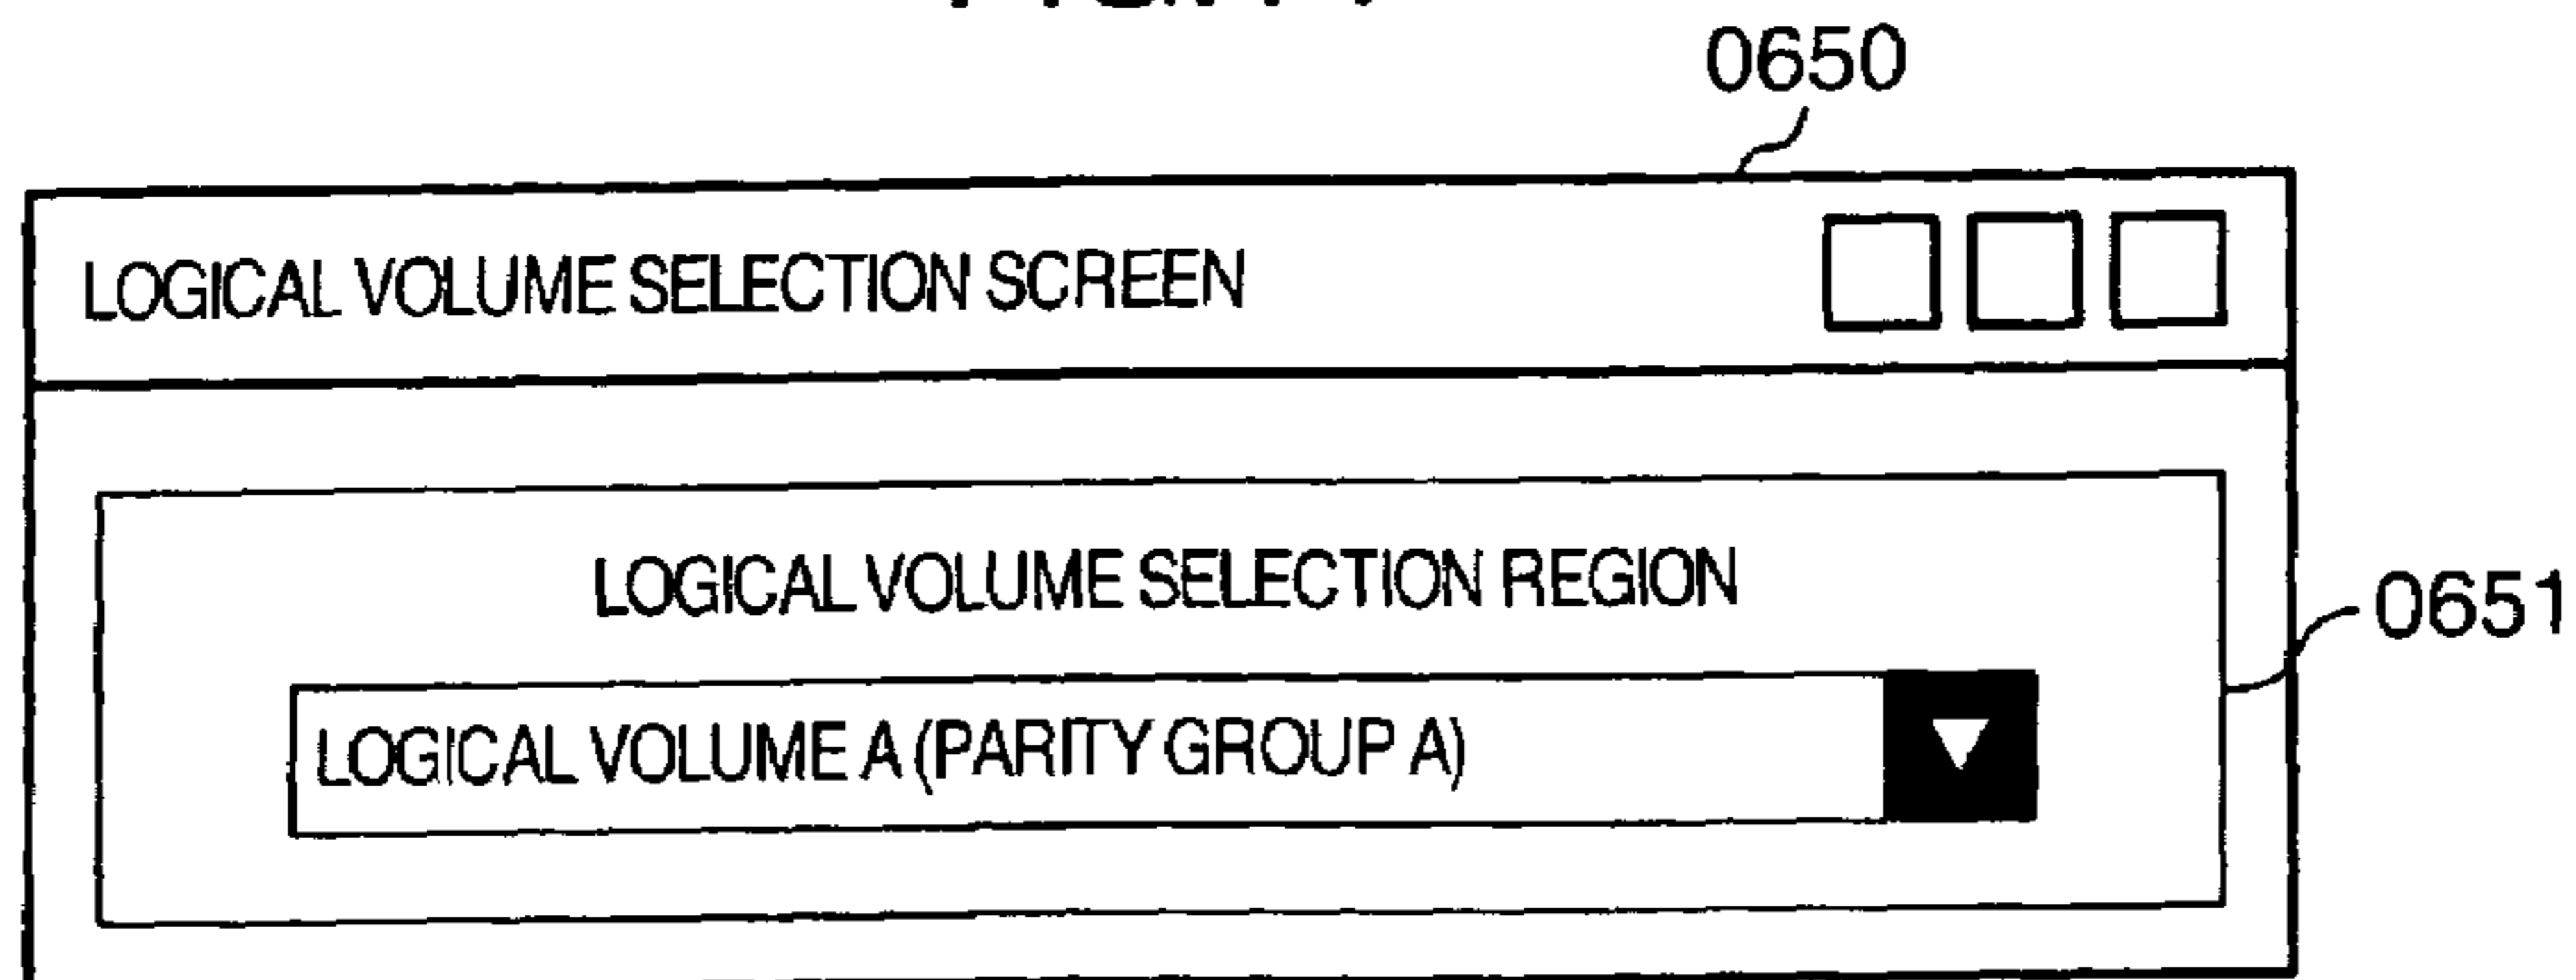 0650
LOGICAL VOLUME SELECTION SCREEN
LOGICAL VOLUME SELECTION REGION
0651
LOGICAL VOLUME A (PARITY GROUP A)